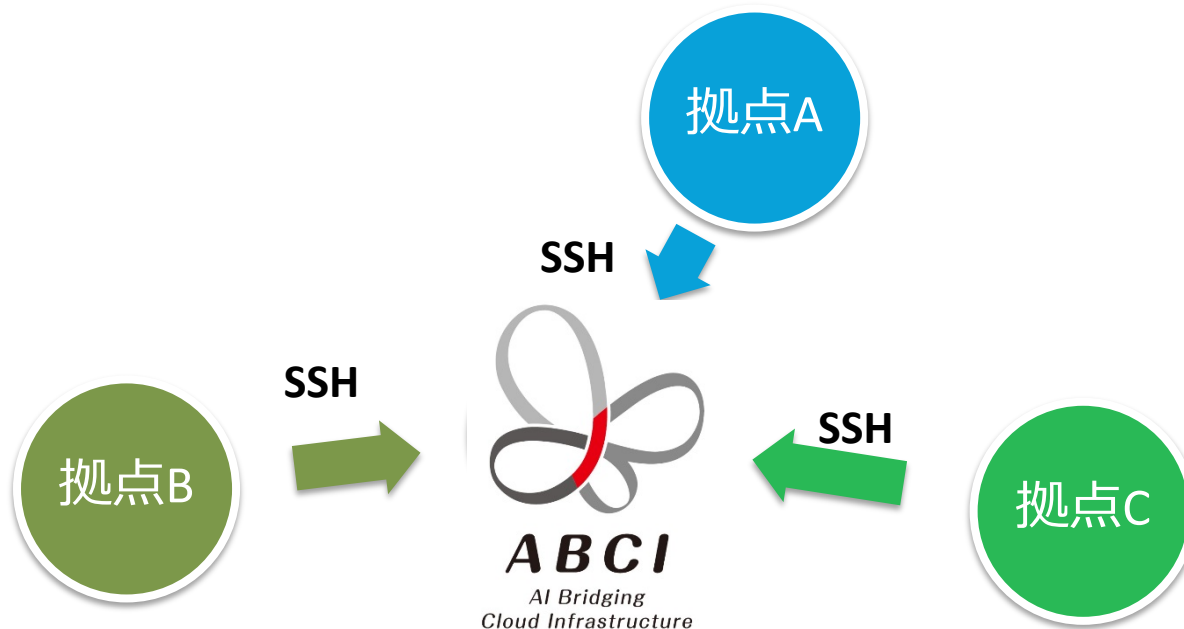 拠点A
SSH
SSH
SSH
拠点B
拠点C
ABCI
AI Bridging
Cloud Infrastructure